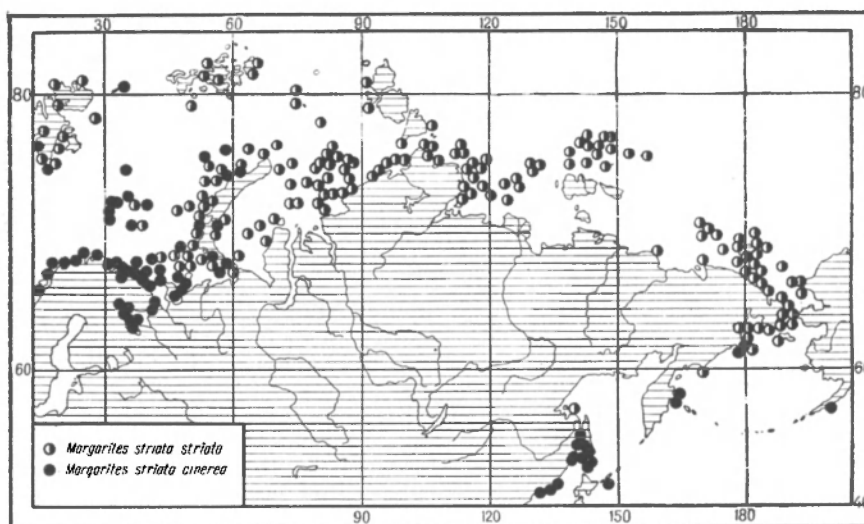 30 60 90 120 150 180
80 80
60 60
Margarites striata striata
Margarites striata cinerea
90 120 150 180 40